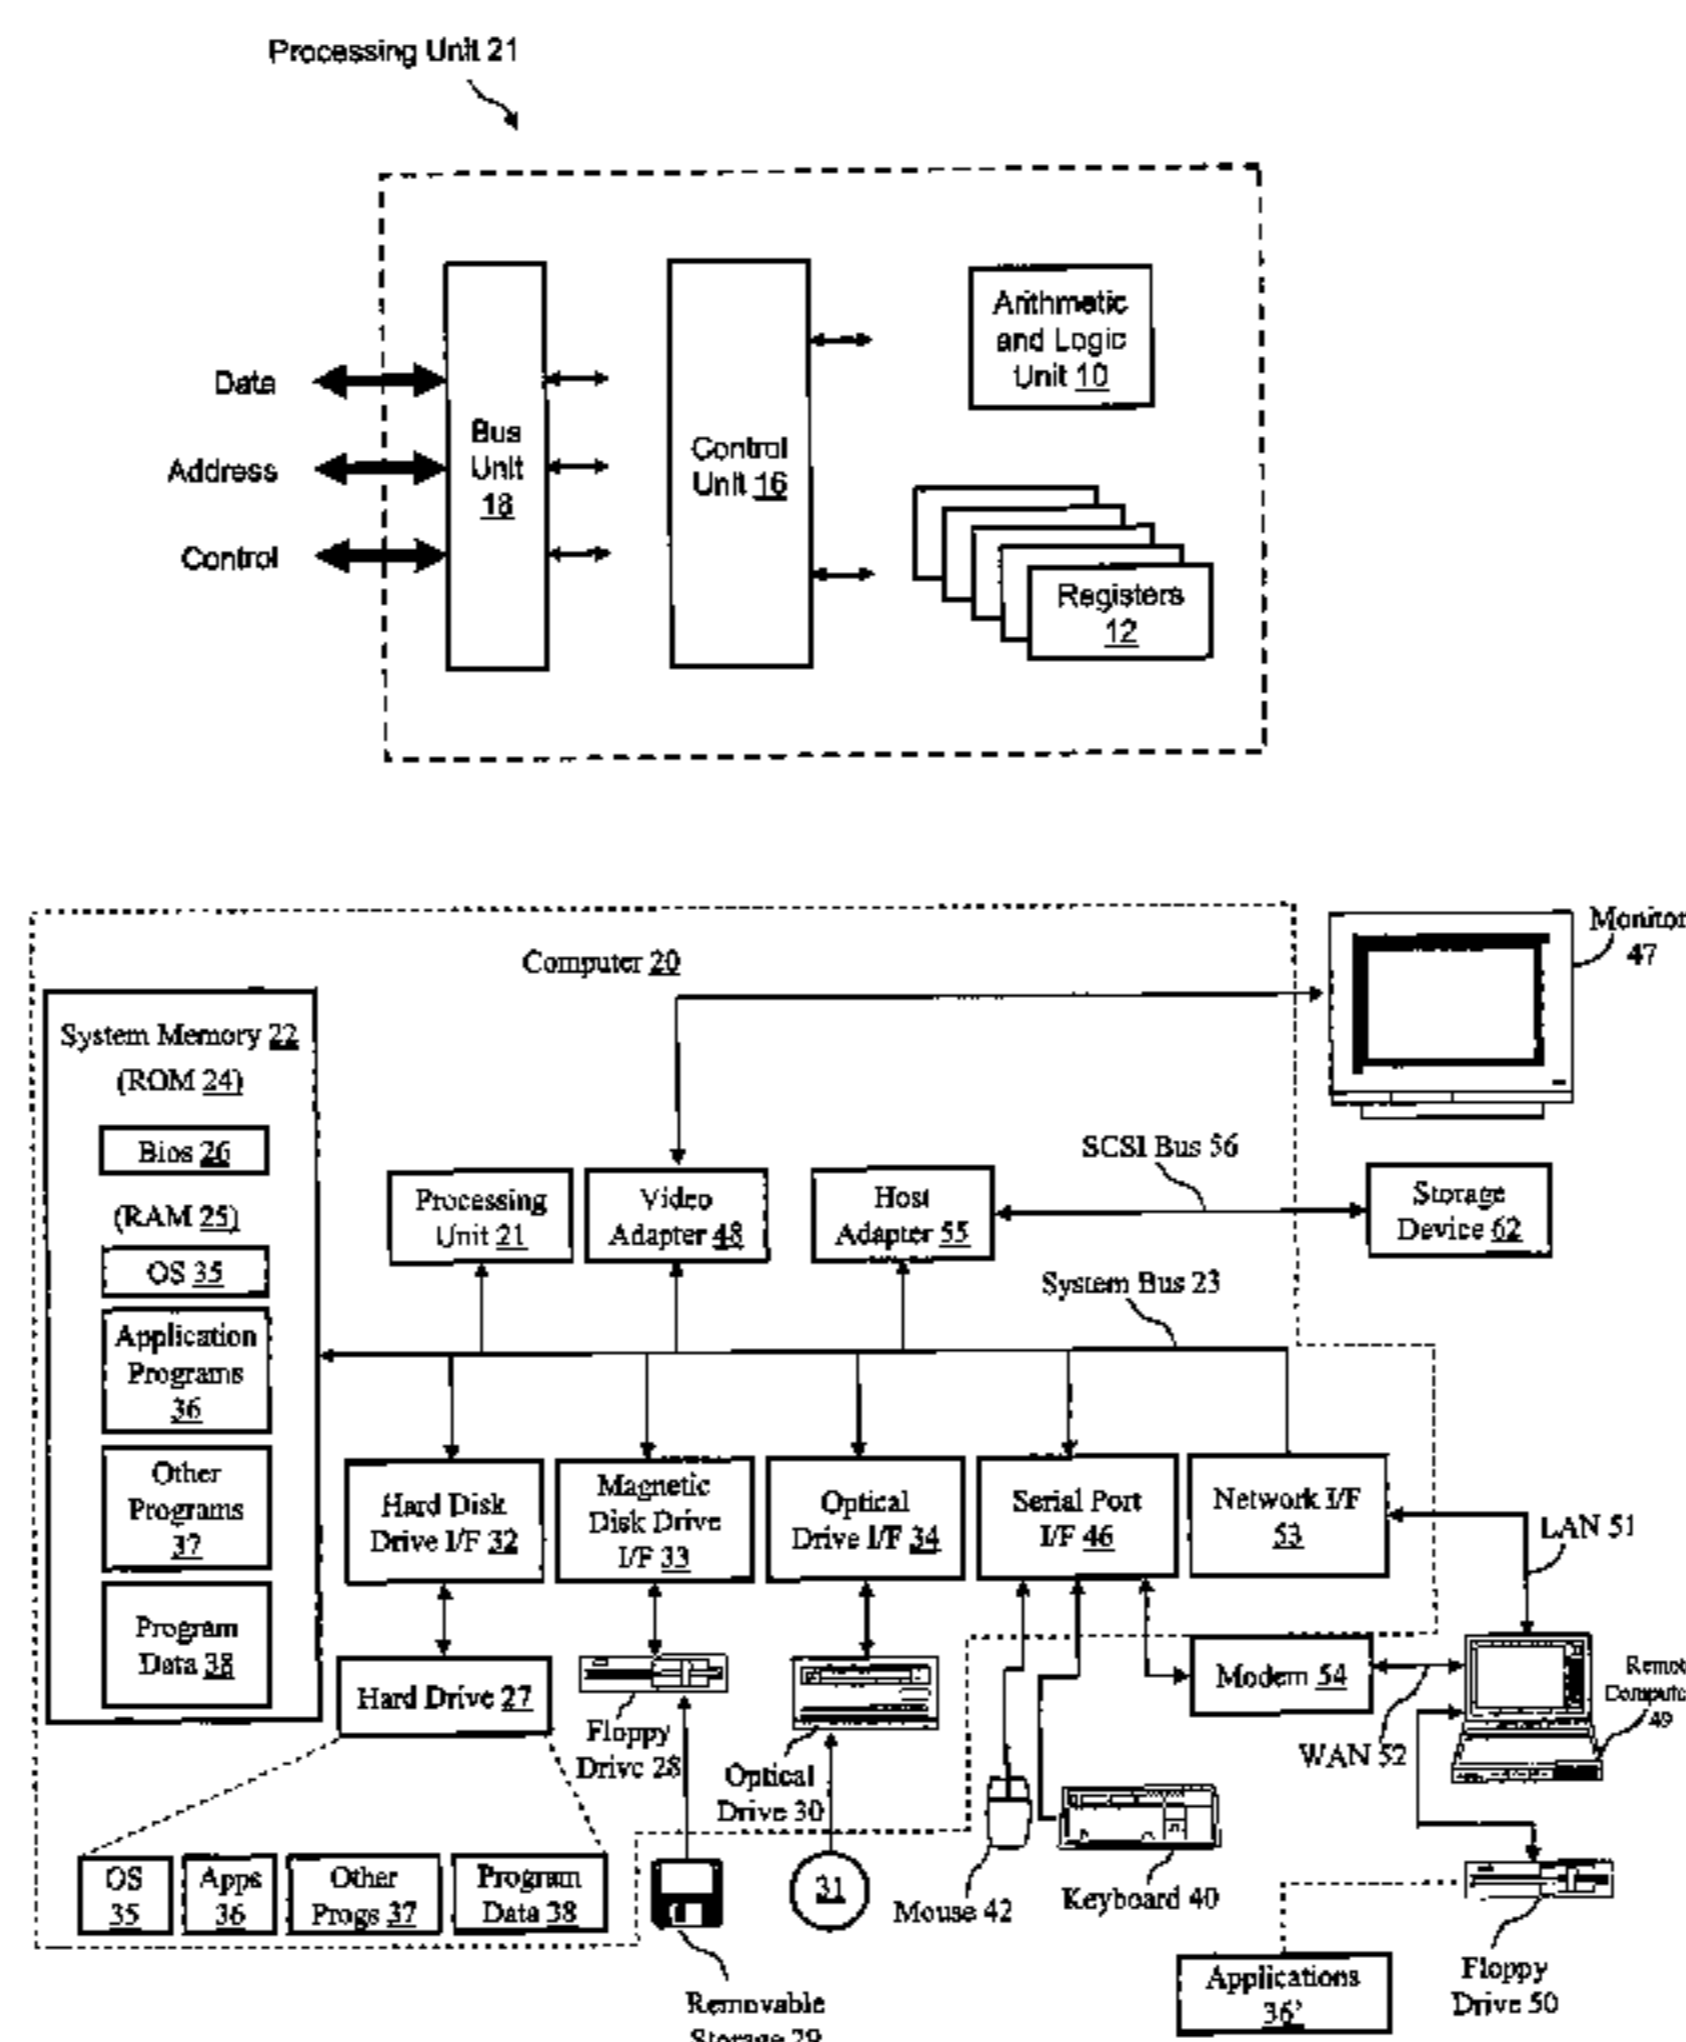 Processing Unit 21
Arithmetic
and Logic
Unit 10
Data
Bus
Unit
18
Control
Unit 16
Address
Control
Registers
12
Monitor
47
Computer 20
System Memory 22
(ROM 24)
Bios 26
(RAM 25)
OS 35
Application
Programs
36
Other
Programs
37
Program
Data 38
Processing
Unit 21
Video
Adapter 48
Host
Adapter 55
SCSI Bus 56
Storage
Device 62
System Bus 23
Hard Disk
Drive I/F 32
Magnetic
Disk Drive
I/F 33
Optical
Drive I/F 34
Serial Port
I/F 46
Network I/F
53
LAN 51
Hard Drive 27
Floppy
Drive 28
Optical
Drive 30
Modem 54
WAN 52
Remot
Compute
49
OS
35
Apps
36
Other
Progs 37
Program
Data 38
31
Mouse 42
Keyboard 40
Removable
Storage 29
Applications
36'
Floppy
Drive 50